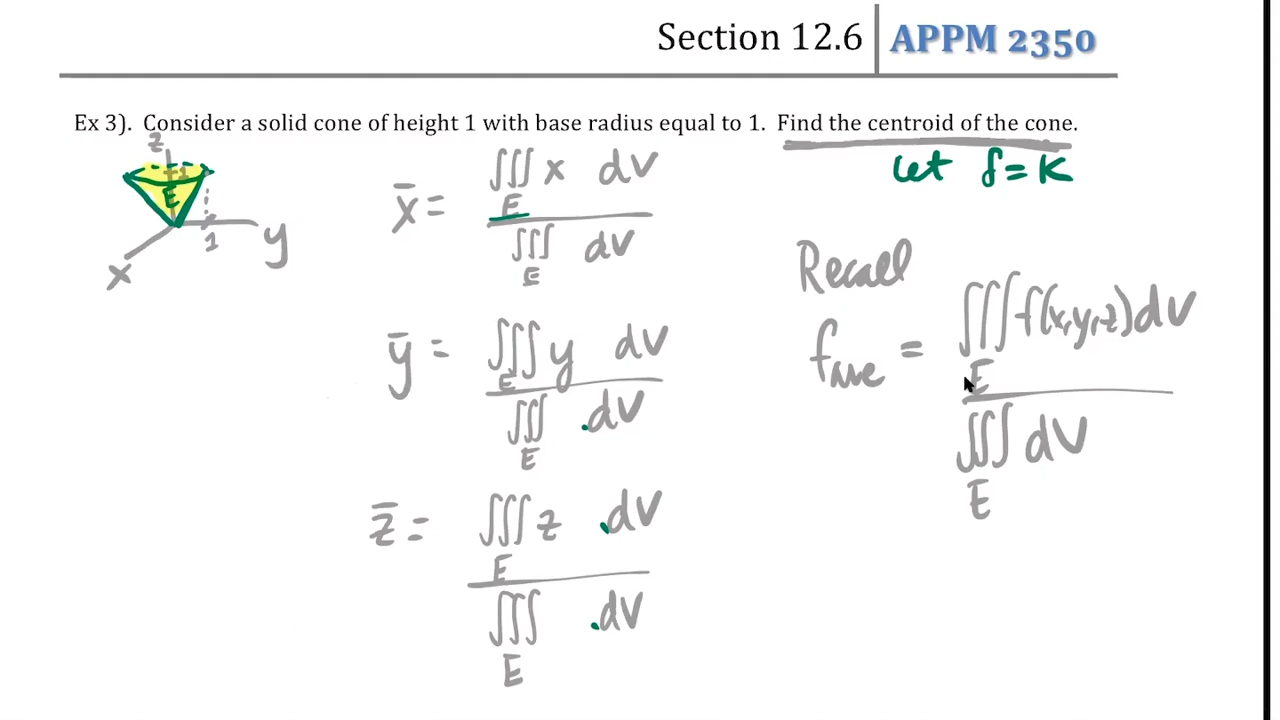 Section 12.6 APPM 2350
Ex 3). Consider a solid cone of height 1 with base radius equal to 1. Find the centroid of the cone.
Let δ = K
z
1
E
1
y
x
x̄ = ∭_E x dV / ∭_E dV
Recall
f_ave = ∭_E f(x,y,z) dV / ∭_E dV
ȳ = ∭_E y dV / ∭_E .dV
z̄ = ∭_E z .dV / ∭_E .dV